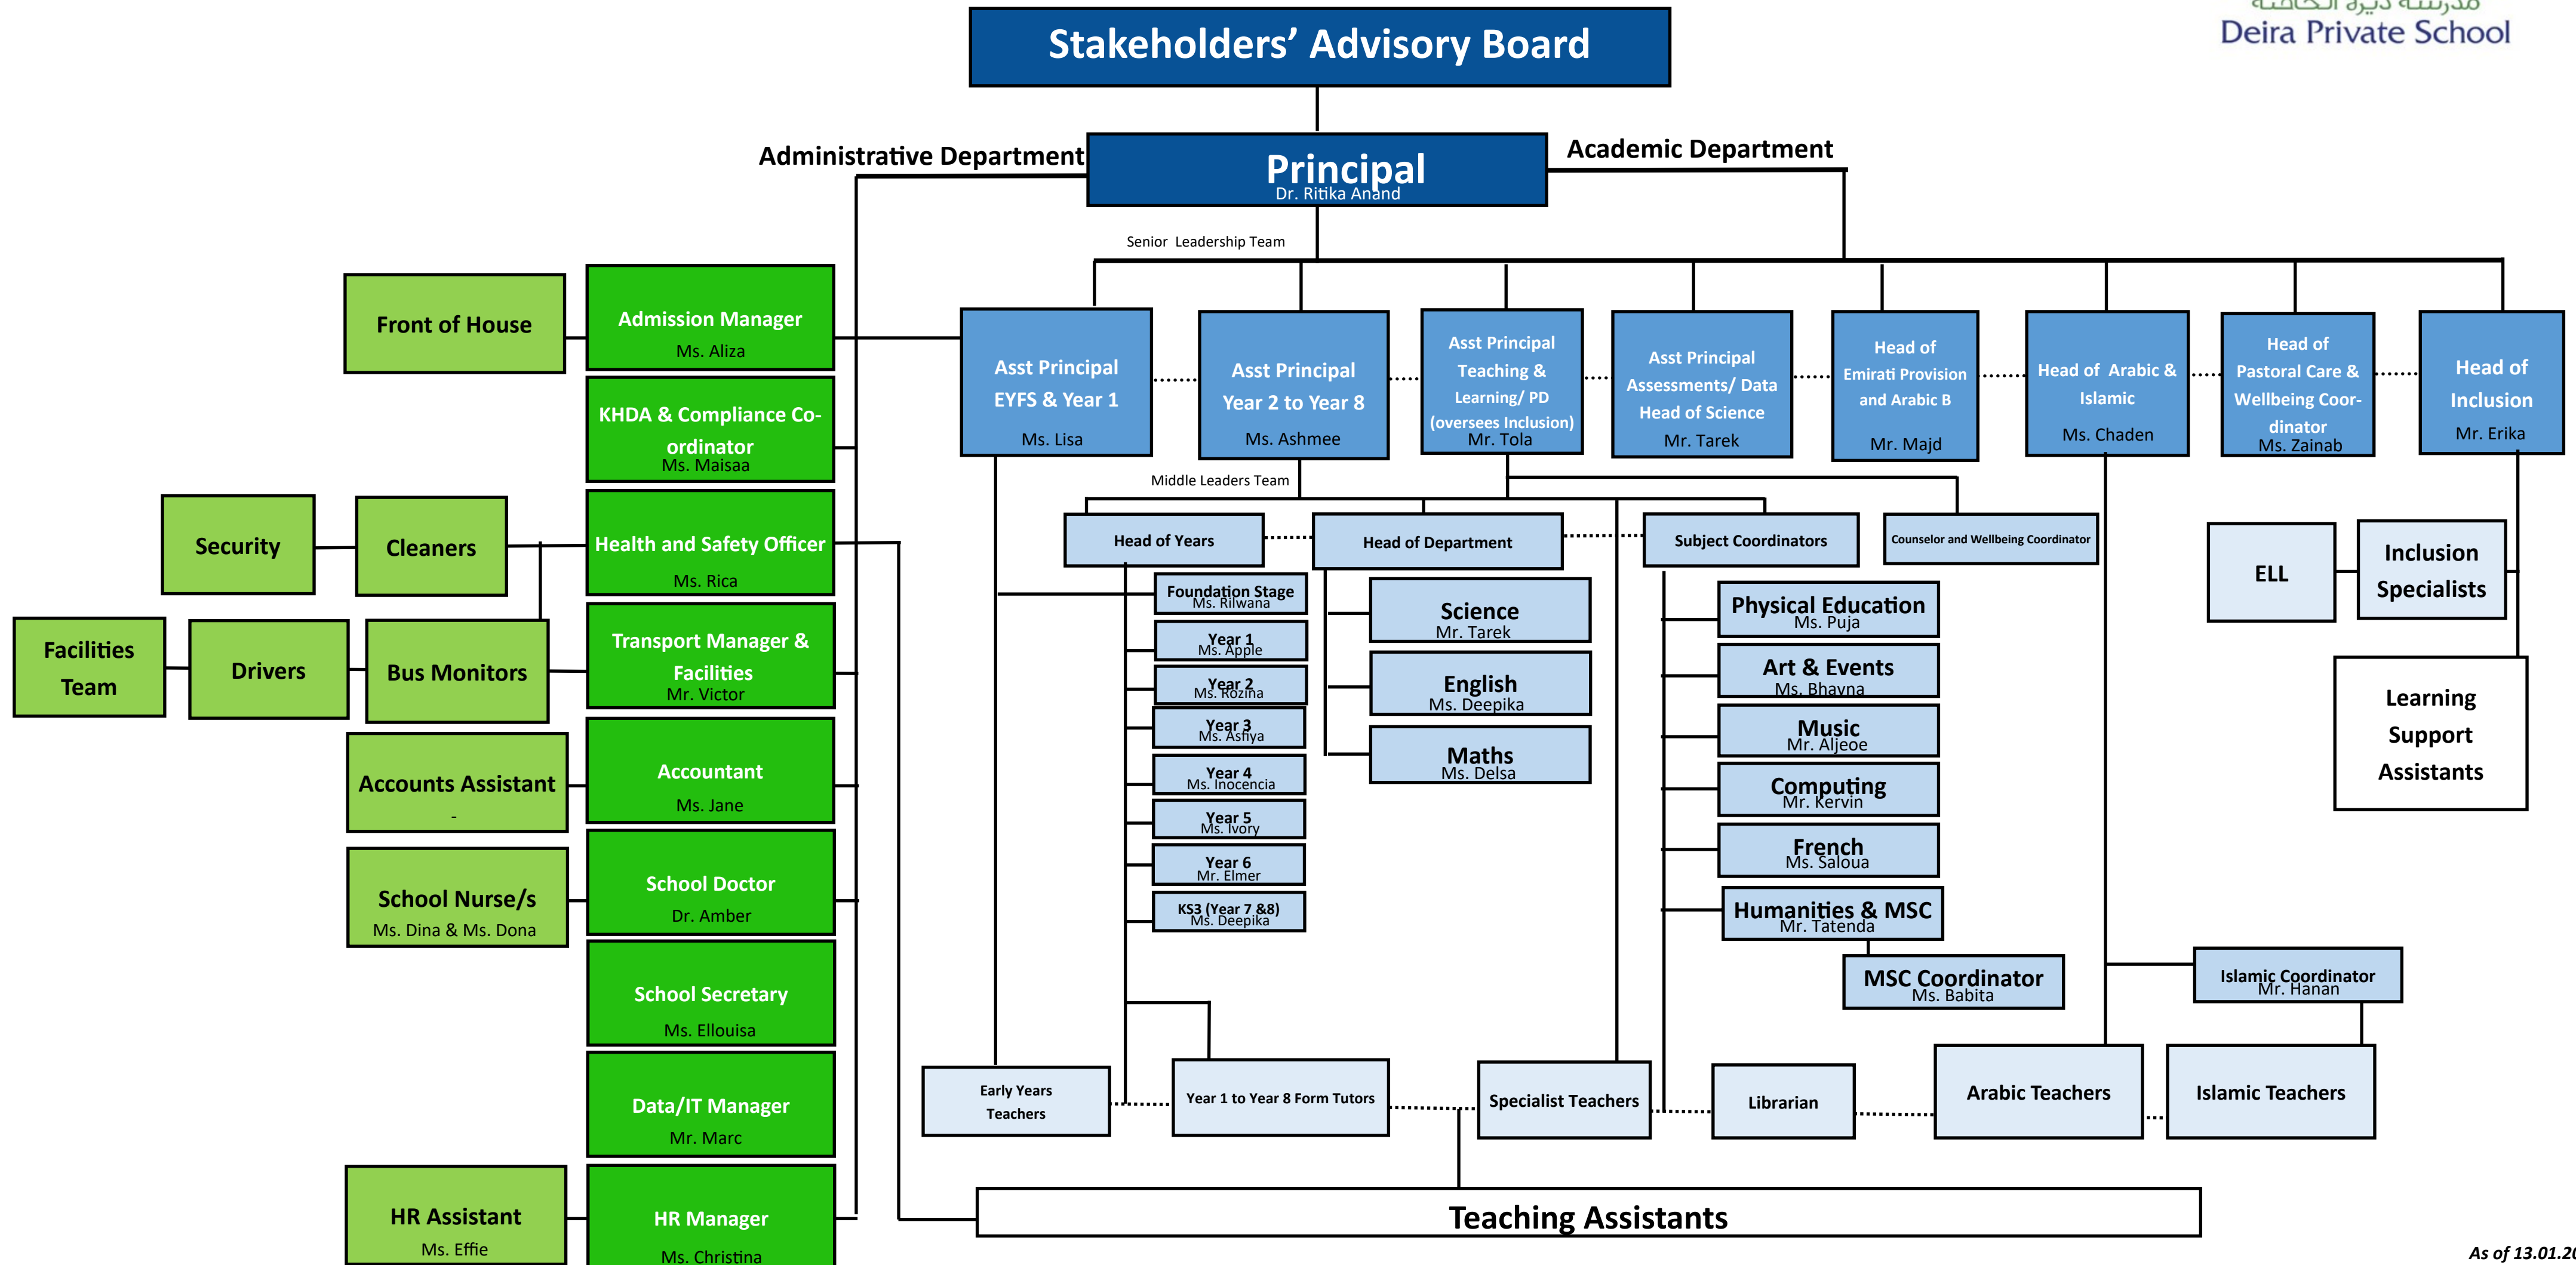 مدرسة ديرة الخاصة
Deira Private School
Stakeholders’ Advisory Board
Administrative Department
Principal
Dr. Ritika Anand
Academic Department
Senior Leadership Team
Front of House
Admission Manager
Ms. Aliza
KHDA & Compliance Co-
ordinator
Ms. Maisaa
Security
Cleaners
Health and Safety Officer
Ms. Rica
Facilities
Team
Drivers
Bus Monitors
Transport Manager &
Facilities
Mr. Victor
Accounts Assistant
-
Accountant
Ms. Jane
School Nurse/s
Ms. Dina & Ms. Dona
School Doctor
Dr. Amber
School Secretary
Ms. Ellouisa
Data/IT Manager
Mr. Marc
HR Assistant
Ms. Effie
HR Manager
Ms. Christina
Asst Principal
EYFS & Year 1
Ms. Lisa
Asst Principal
Year 2 to Year 8
Ms. Ashmee
Asst Principal
Teaching &
Learning/ PD
(oversees Inclusion)
Mr. Tola
Asst Principal
Assessments/ Data
Head of Science
Mr. Tarek
Head of
Emirati Provision
and Arabic B
Mr. Majd
Head of Arabic &
Islamic
Ms. Chaden
Head of
Pastoral Care &
Wellbeing Coor-
dinator
Ms. Zainab
Head of
Inclusion
Mr. Erika
Middle Leaders Team
Head of Years
Head of Department
Subject Coordinators
Counselor and Wellbeing Coordinator
Foundation Stage
Ms. Rilwana
Year 1
Ms. Apple
Year 2
Ms. Rozina
Year 3
Ms. Asfiya
Year 4
Ms. Inocencia
Year 5
Ms. Ivory
Year 6
Mr. Elmer
KS3 (Year 7 &8)
Ms. Deepika
Science
Mr. Tarek
English
Ms. Deepika
Maths
Ms. Delsa
Physical Education
Ms. Puja
Art & Events
Ms. Bhavna
Music
Mr. Aljeoe
Computing
Mr. Kervin
French
Ms. Saloua
Humanities & MSC
Mr. Tatenda
MSC Coordinator
Ms. Babita
ELL
Inclusion
Specialists
Learning
Support
Assistants
Islamic Coordinator
Mr. Hanan
Early Years
Teachers
Year 1 to Year 8 Form Tutors
Specialist Teachers
Librarian
Arabic Teachers
Islamic Teachers
Teaching Assistants
As of 13.01.20